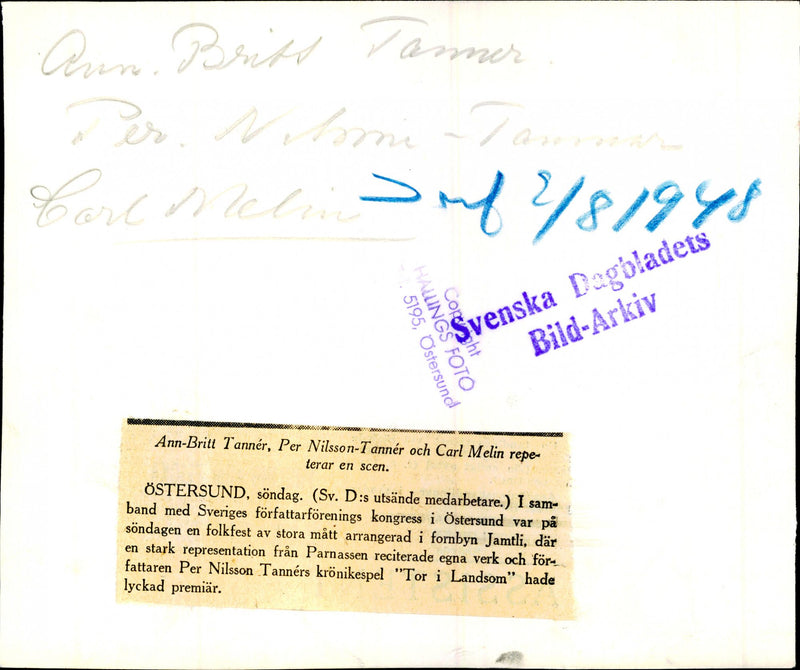 Ann. Britt Tanner.
Per. Nilsson - Tanner
Carl Melin
2/8 1948
Svenska Dagbladets
Bild-Arkiv
Copyright
HALLINGS FOTO
5195, Östersund
Ann-Britt Tannér, Per Nilsson-Tannér och Carl Melin repe-
terar en scen.
ÖSTERSUND, söndag. (Sv. D:s utsände medarbetare.) I sam-
band med Sveriges författarförenings kongress i Östersund var på
söndagen en folkfest av stora mått arrangerad i fornbyn Jamtli, där
en stark representation från Parnassen reciterade egna verk och för-
fattaren Per Nilsson Tannérs krönikespel "Tor i Landsom" hade
lyckad premiär.